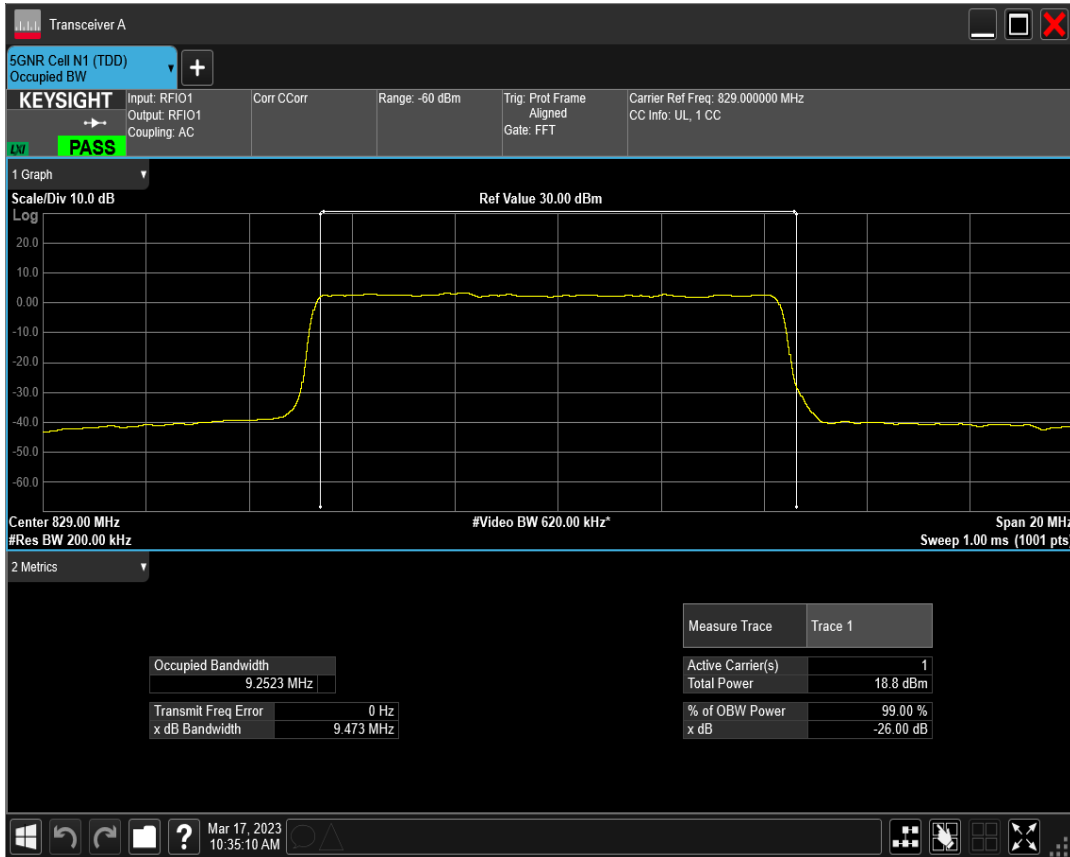 Transceiver A
5GNR Cell N1 (TDD)
Occupied BW
KEYSIGHT
LXI
PASS
Input: RFIO1
Output: RFIO1
Coupling: AC
Corr CCorr
Range: -60 dBm
Trig: Prot Frame
Aligned
Gate: FFT
Carrier Ref Freq: 829.000000 MHz
CC Info: UL, 1 CC
1 Graph
Scale/Div 10.0 dB
Ref Value 30.00 dBm
Log
20.0
10.0
0.00
-10.0
-20.0
-30.0
-40.0
-50.0
-60.0
Center 829.00 MHz
#Video BW 620.00 kHz*
Span 20 MHz
#Res BW 200.00 kHz
Sweep 1.00 ms (1001 pts)
2 Metrics
Measure Trace Trace 1
Occupied Bandwidth
9.2523 MHz
Active Carrier(s) 1
Total Power 18.8 dBm
Transmit Freq Error 0 Hz
x dB Bandwidth 9.473 MHz
% of OBW Power 99.00 %
x dB -26.00 dB
?
Mar 17, 2023
10:35:10 AM